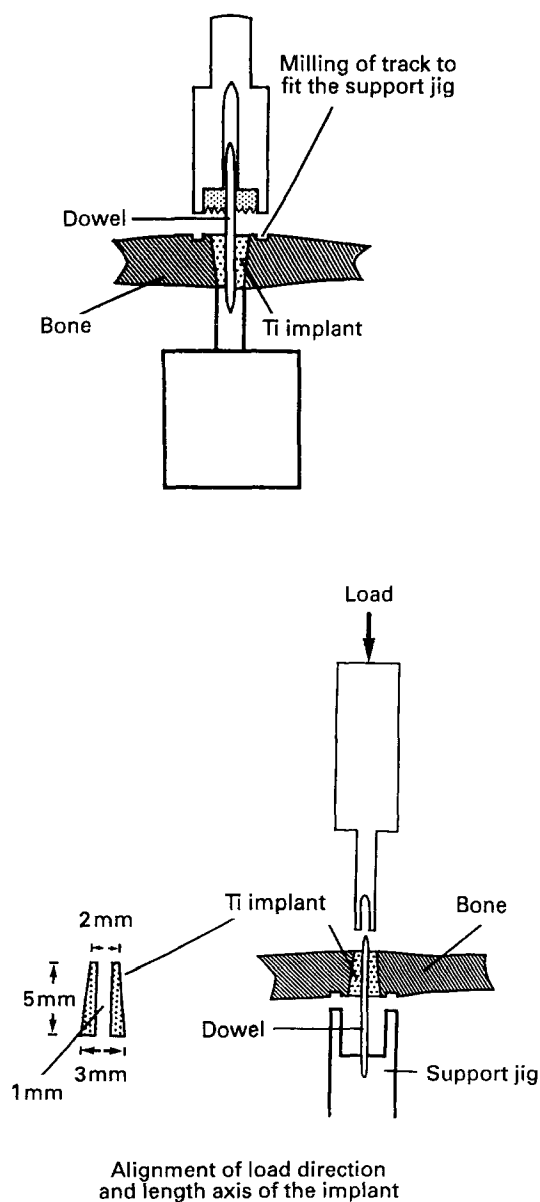 Milling of track to
fit the support jig
Dowel
Bone
Ti implant
Load
Ti implant
Bone
2mm
5mm
3mm
1mm
Dowel
Support jig
Alignment of load direction
and length axis of the implant